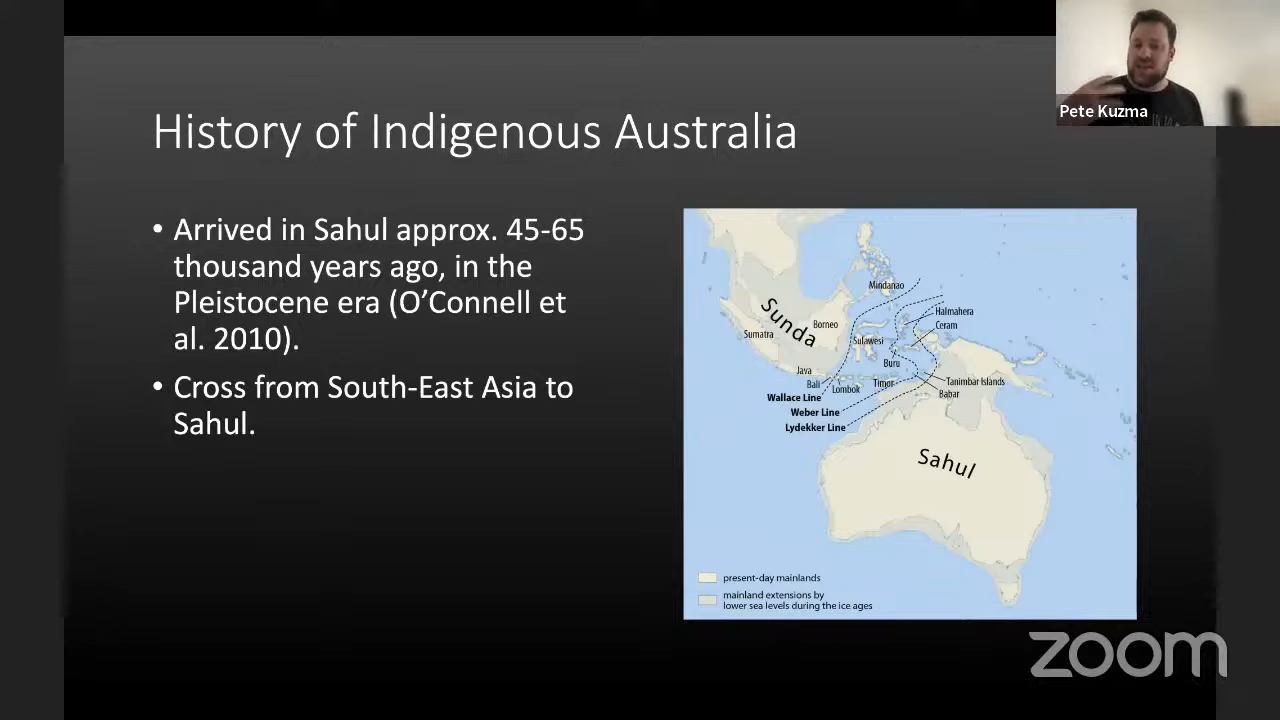 Pete Kuzma
History of Indigenous Australia
• Arrived in Sahul approx. 45-65
thousand years ago, in the
Pleistocene era (O’Connell et
al. 2010).
• Cross from South-East Asia to
Sahul.
Mindanao
Sunda
Borneo
Sumatra
Halmahera
Ceram
Sulawesi
Buru
Java
Bali
Lombok
Timor
Tanimbar Islands
Babar
Wallace Line
Weber Line
Lydekker Line
Sahul
present-day mainlands
mainland extensions by
lower sea levels during the ice ages
zoom